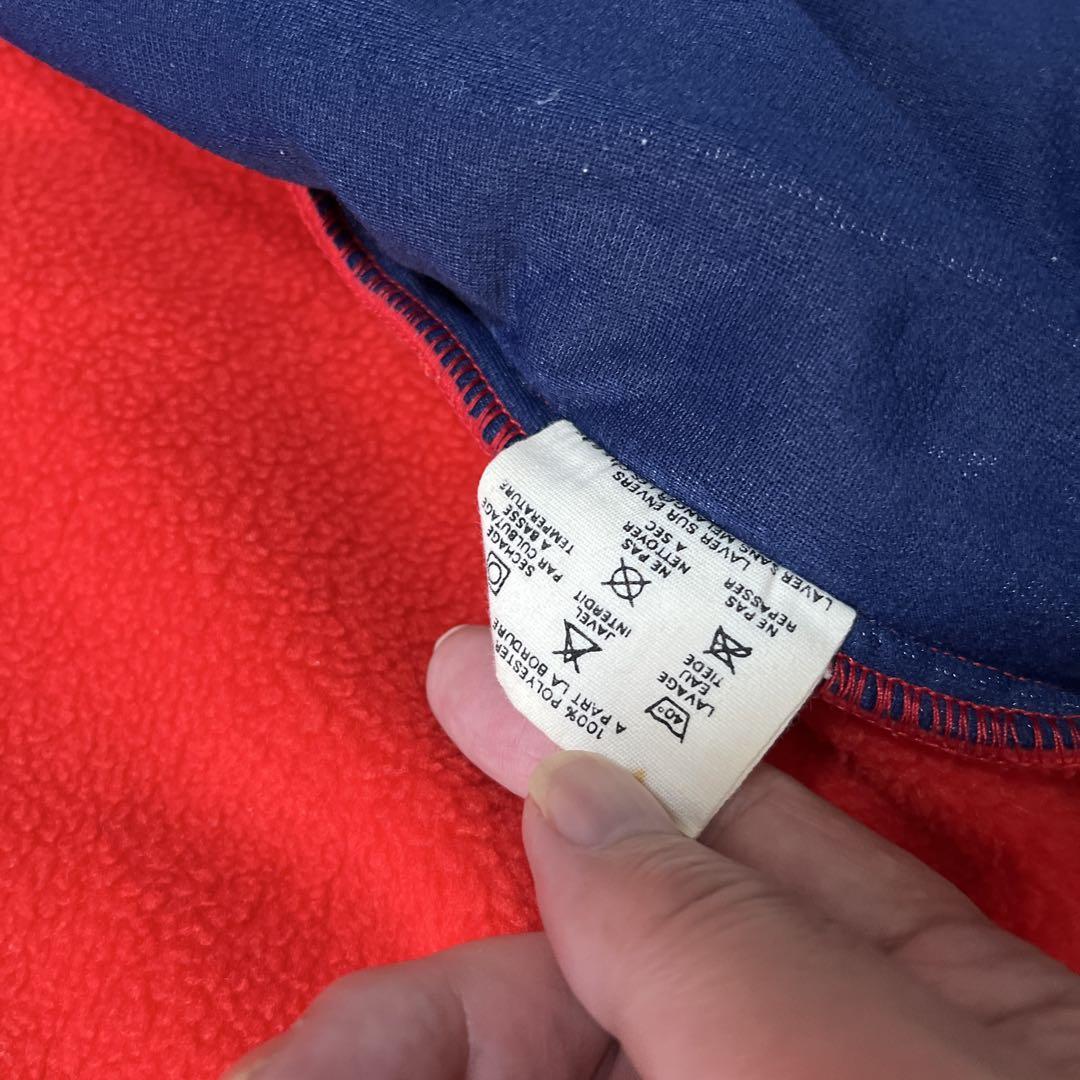 100% POLYESTER
A PART LA BORDURE
40°
LAVAGE
EAU
TIEDE
JAVEL
INTERDIT
SECHAGE
PAR CULBUTAGE
A BASSE
TEMPERATURE
NE PAS
REPASSER
NE PAS
NETTOYER
A SEC
LAVER SUR ENVERS
LAVER SANS